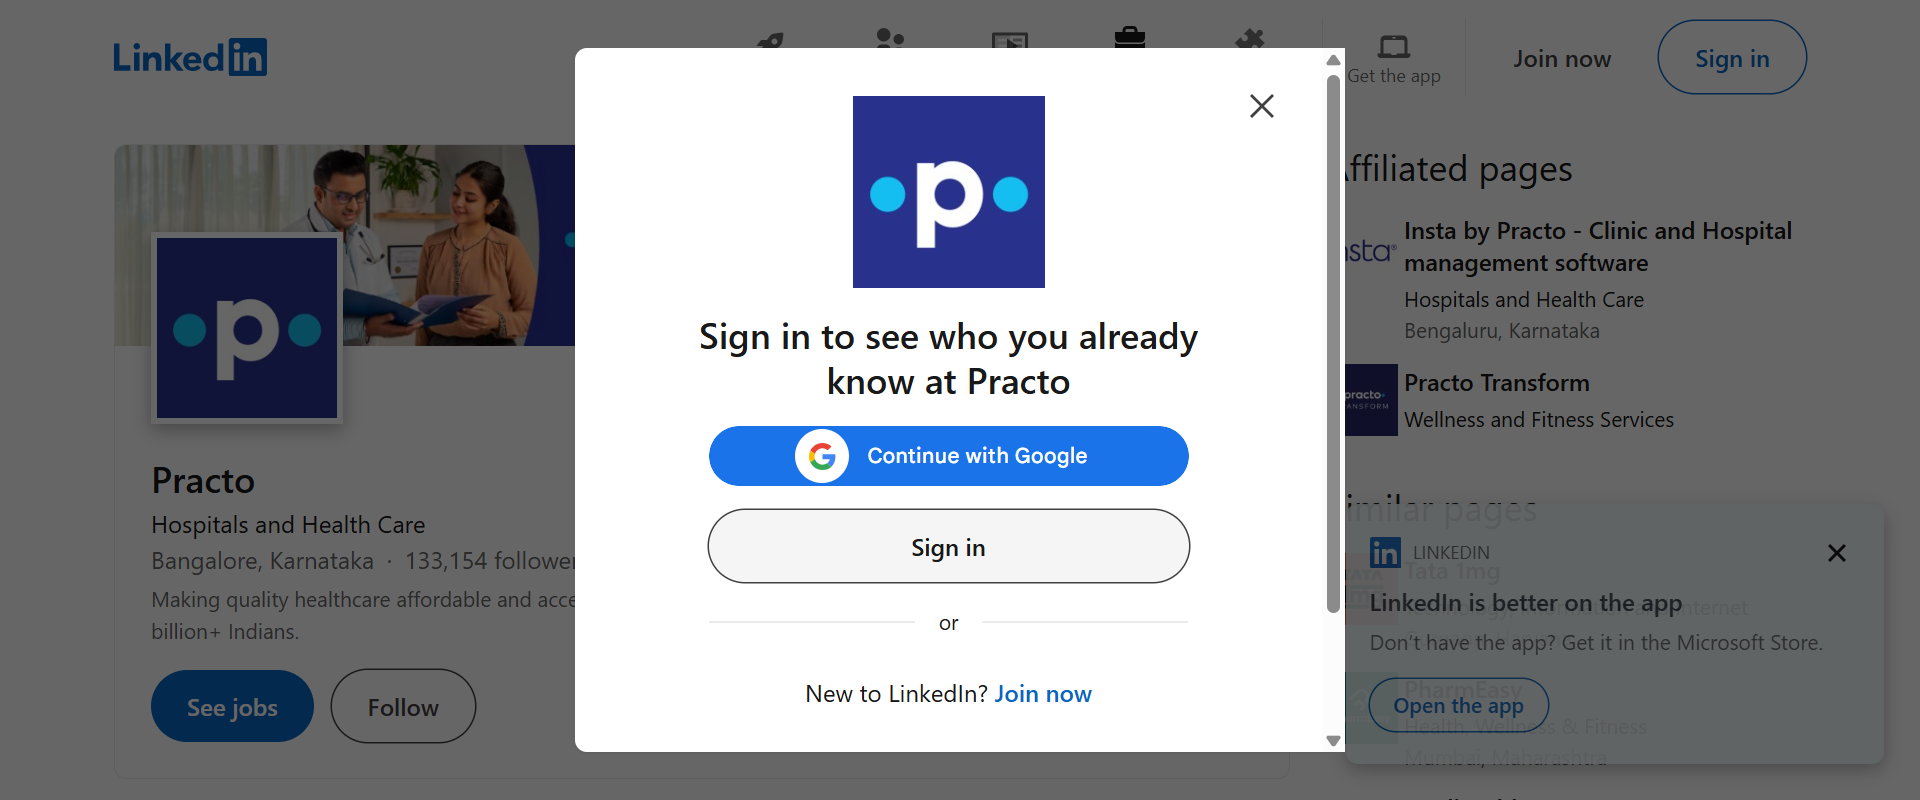 Linked in
Get the app
Join now
Sign in
p
Sign in to see who you already
know at Practo
Continue with Google
Sign in
or
New to LinkedIn? Join now
p
Practo
Hospitals and Health Care
Bangalore, Karnataka · 133,154
Making quality healthcare affordable and
billion+ Indians.
See jobs
Follow
pages
Insta by Practo - Clinic and Hospital
management software
Hospitals and Health Care
Bengaluru, Karnataka
practo
Practo Transform
Wellness and Fitness Services
pages
in LINKEDIN
Tata 1mg
LinkedIn is better on the app
Don't have the app? Get it in the Microsoft Store.
PharmEasy
Open the app
Health, Wellness & Fitness
Mumbai, Maharashtra